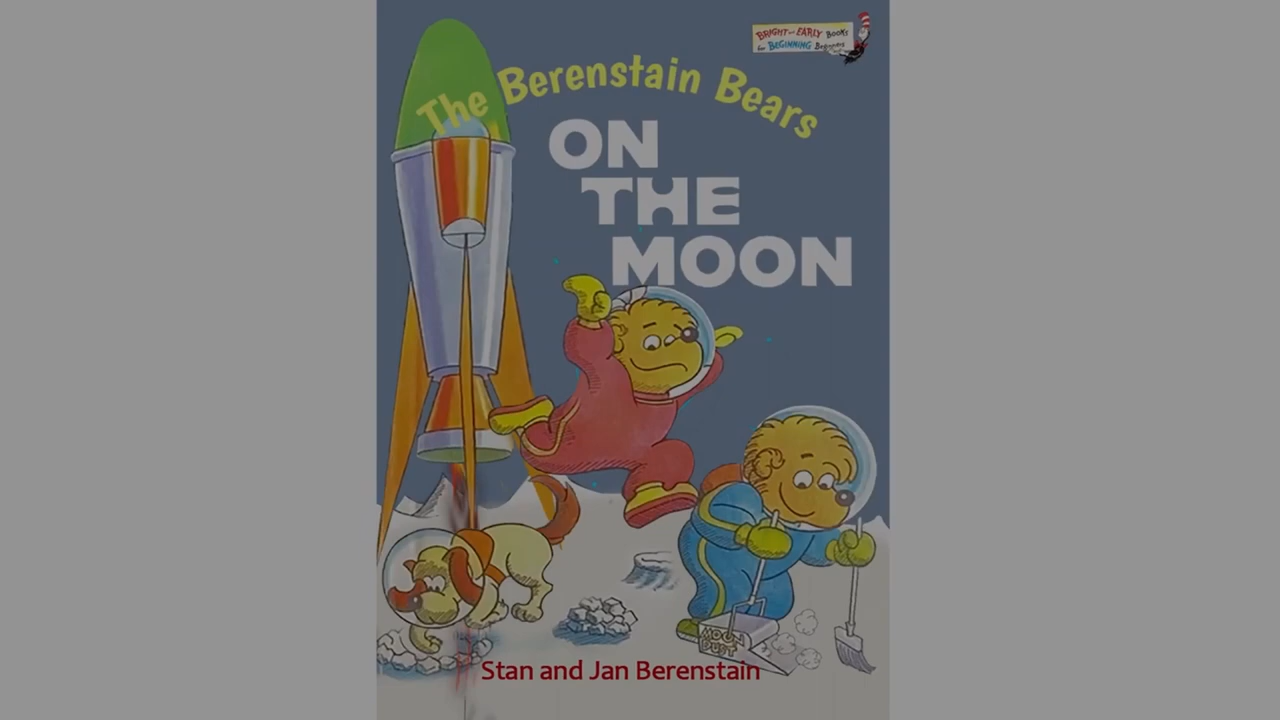 BRIGHT and EARLY BOOKS
for BEGINNING Beginners
The Berenstain Bears
ON
THE
MOON
MOON
DUST
Stan and Jan Berenstain